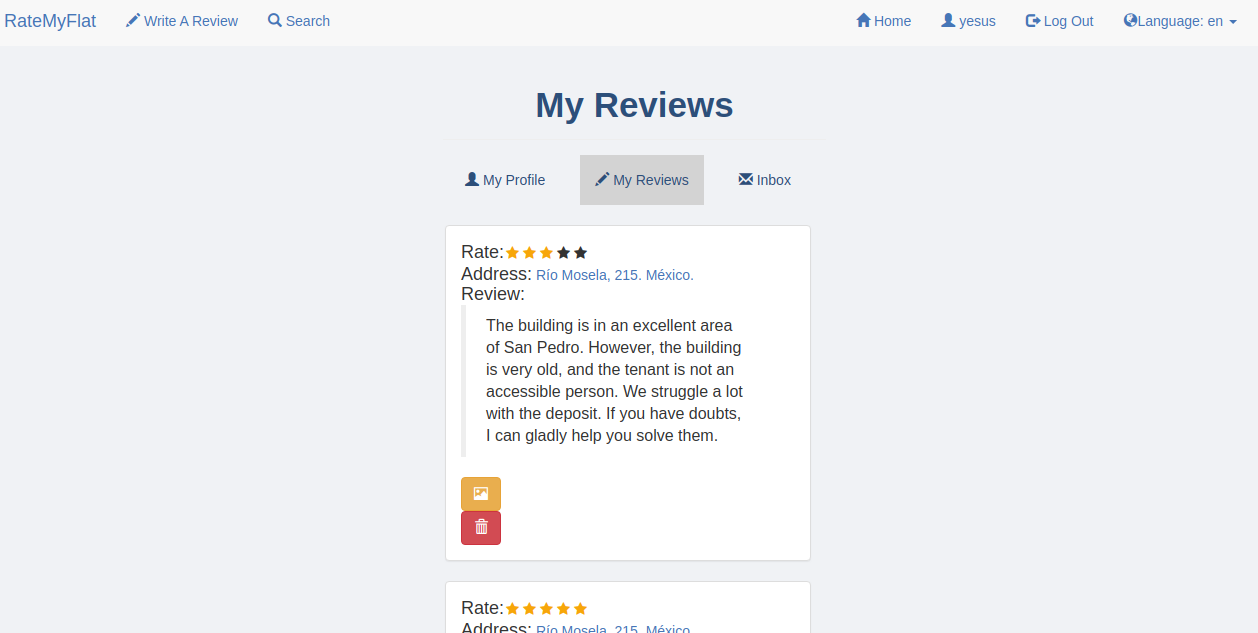 RateMyFlat Write A Review Search Home yesus Log Out Language: en
My Reviews
My Profile My Reviews Inbox
Rate:
Address: Río Mosela, 215. México.
Review:
The building is in an excellent area
of San Pedro. However, the building
is very old, and the tenant is not an
accessible person. We struggle a lot
with the deposit. If you have doubts,
I can gladly help you solve them.
Rate:
Address: Río Mosela, 215. México.